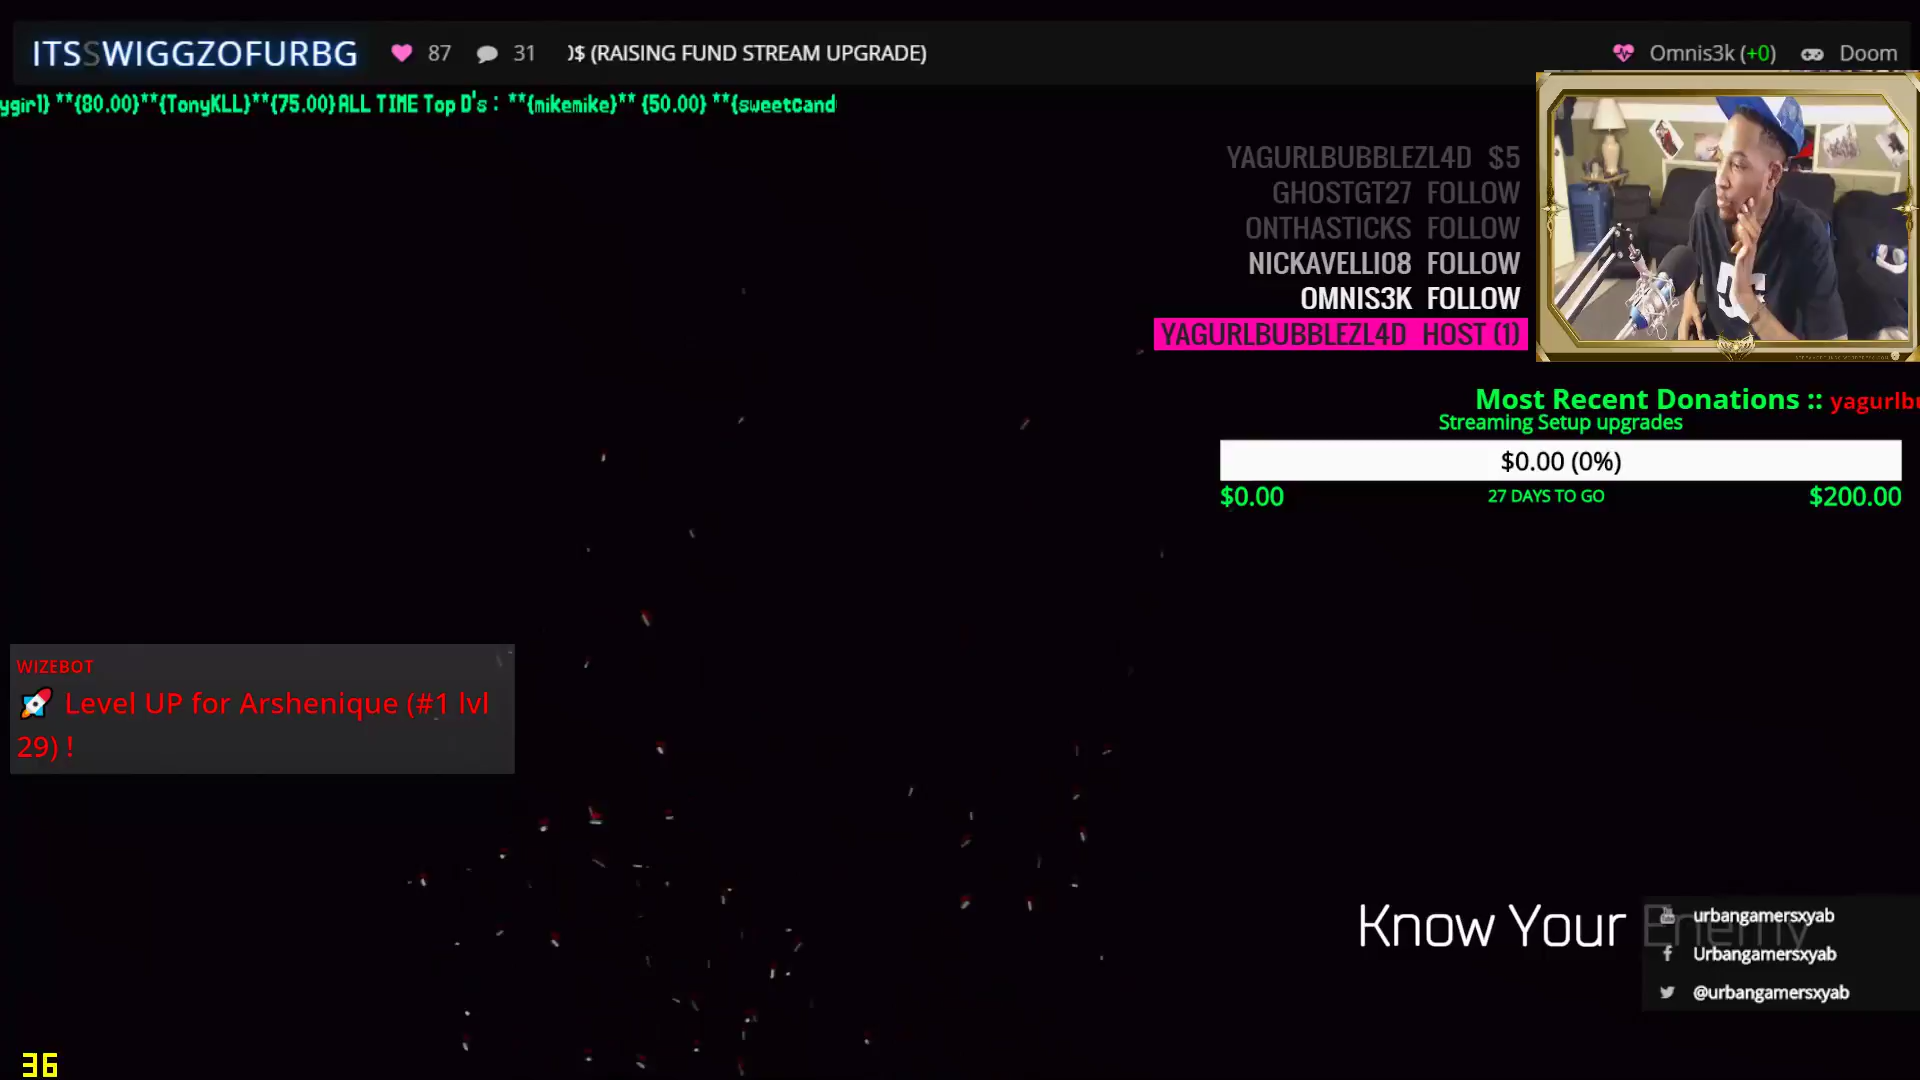 ITSSWIGGZOFURBG 87 31 )$ (RAISING FUND STREAM UPGRADE) Omnis3k (+0) Doom
ygirl} **{80.00}**{TonyKLL}**{75.00} ALL TIME Top D's : **{mikemike}** {50.00} **{sweetCand
YAGURLBUBBLEZL4D $5
GHOSTGT27 FOLLOW
ONTHASTICKS FOLLOW
NICKAVELLI08 FOLLOW
OMNIS3K FOLLOW
YAGURLBUBBLEZL4D HOST (1)
Most Recent Donations :: yagurlbu
Streaming Setup upgrades
$0.00 (0%)
$0.00 27 DAYS TO GO $200.00
WIZEBOT
🚀 Level UP for Arshenique (#1 lvl
29) !
Know Your Enemy
urbangamersxyab
Urbangamersxyab
@urbangamersxyab
36